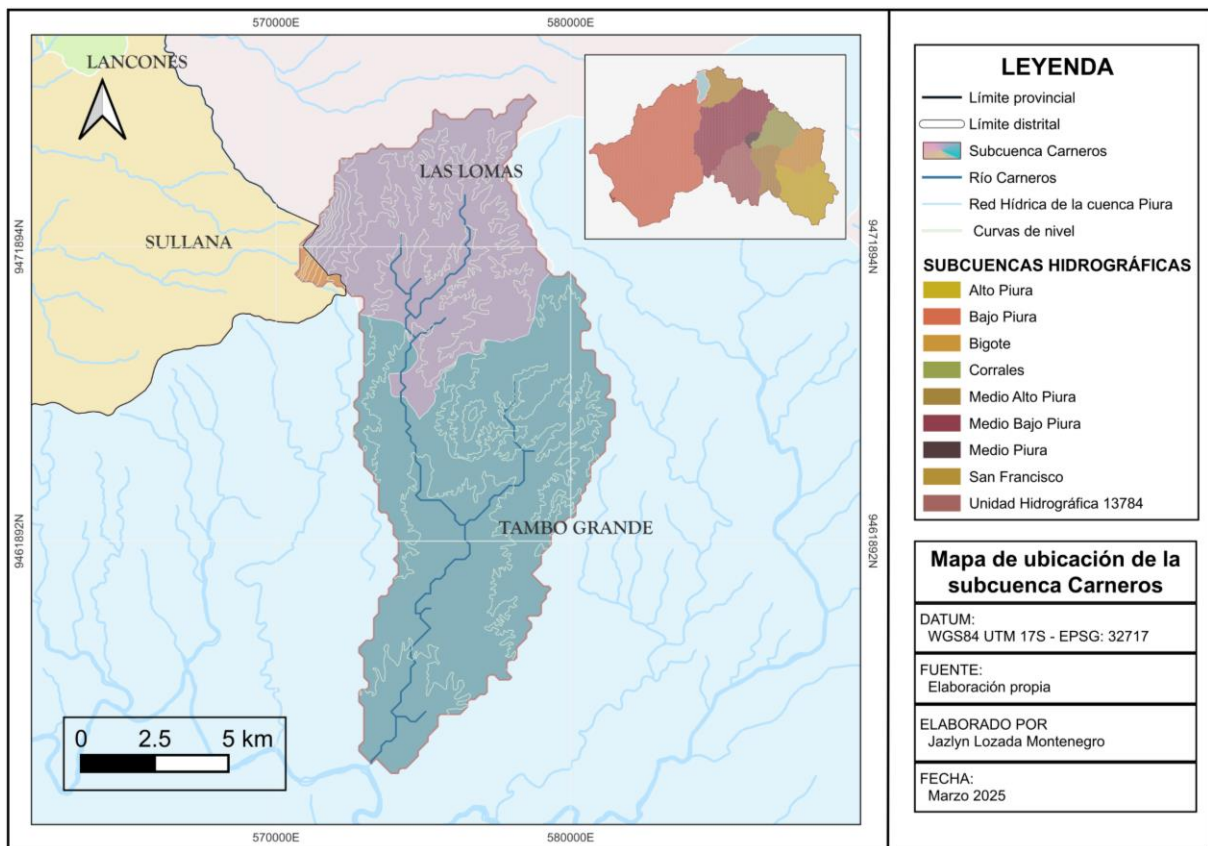 570000E
580000E
LANCONES
LAS LOMAS
SULLANA
9471894N
9471894N
TAMBO GRANDE
9461892N
9461892N
0 2.5 5 km
570000E
580000E
LEYENDA
Límite provincial
Límite distrital
Subcuenca Carneros
Río Carneros
Red Hídrica de la cuenca Piura
Curvas de nivel
SUBCUENCAS HIDROGRÁFICAS
Alto Piura
Bajo Piura
Bigote
Corrales
Medio Alto Piura
Medio Bajo Piura
Medio Piura
San Francisco
Unidad Hidrográfica 13784
Mapa de ubicación de la
subcuenca Carneros
DATUM:
WGS84 UTM 17S - EPSG: 32717
FUENTE:
Elaboración propia
ELABORADO POR
Jazlyn Lozada Montenegro
FECHA:
Marzo 2025